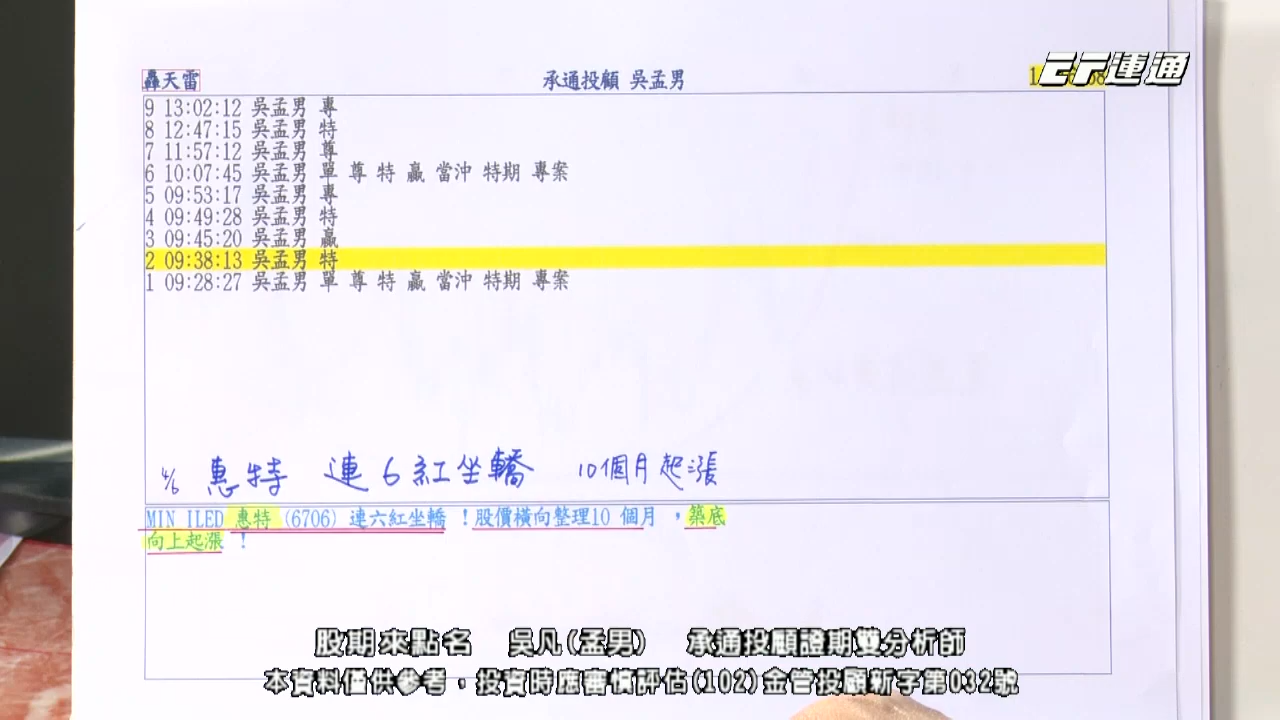 轟天雷 承通投顧 吳孟男
運通
9 13:02:12 吳孟男 專
8 12:47:15 吳孟男 特
7 11:57:12 吳孟男 尊
6 10:07:45 吳孟男 單 尊 特 贏 當沖 特期 專案
5 09:53:17 吳孟男 專
4 09:49:28 吳孟男 特
3 09:45:20 吳孟男 贏
2 09:38:13 吳孟男 特
1 09:28:27 吳孟男 單 尊 特 贏 當沖 特期 專案
4/6 惠特 連6紅坐轎 10個月起漲
MIN ILED 惠特 (6706) 連六紅坐轎 ！股價橫向整理10 個月 ，築底
向上起漲 ！
股期來點名 吳凡(孟男) 承通投顧證期雙分析師
本資料僅供參考，投資時應審慎評估(102)金管投顧新字第032號